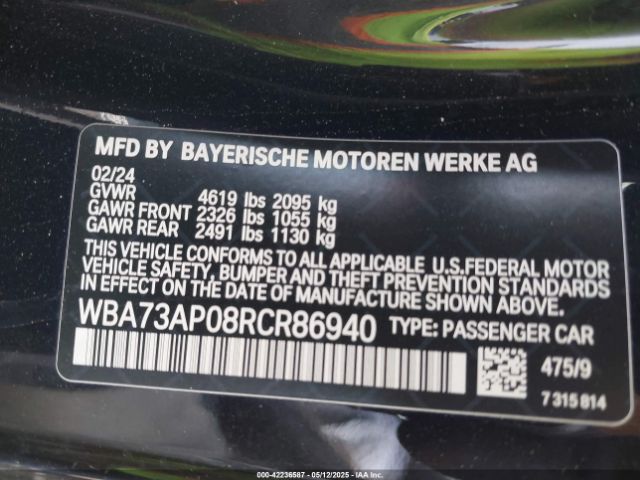 MFD BY BAYERISCHE MOTOREN WERKE AG
02/24
GVWR 4619 lbs 2095 kg
GAWR FRONT 2326 lbs 1055 kg
GAWR REAR 2491 lbs 1130 kg
THIS VEHICLE CONFORMS TO ALL APPLICABLE U.S.FEDERAL MOTOR
VEHICLE SAFETY, BUMPER AND THEFT PREVENTION STANDARDS
IN EFFECT ON THE DATE OF MANUFACTURE SHOWN ABOVE.
WBA73AP08RCR86940 TYPE: PASSENGER CAR
475/9
7 315 814
000-42236587 - 05/12/2025 - IAAI.COM